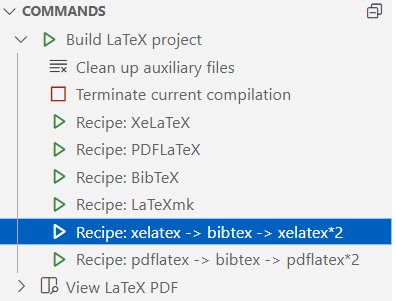 COMMANDS
Build LaTeX project
Clean up auxiliary files
Terminate current compilation
Recipe: XeLaTeX
Recipe: PDFLaTeX
Recipe: BibTeX
Recipe: LaTeXmk
Recipe: xelatex -> bibtex -> xelatex*2
Recipe: pdflatex -> bibtex -> pdflatex*2
View LaTeX PDF